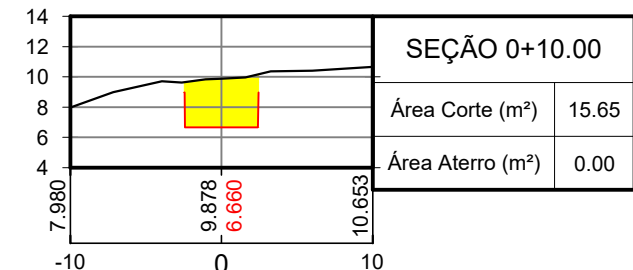 14
12
10
8
6
4
SEÇÃO 0+10.00
Área Corte (m²) 15.65
Área Aterro (m²) 0.00
7.980
9.878
6.660
10.653
-10 0 10